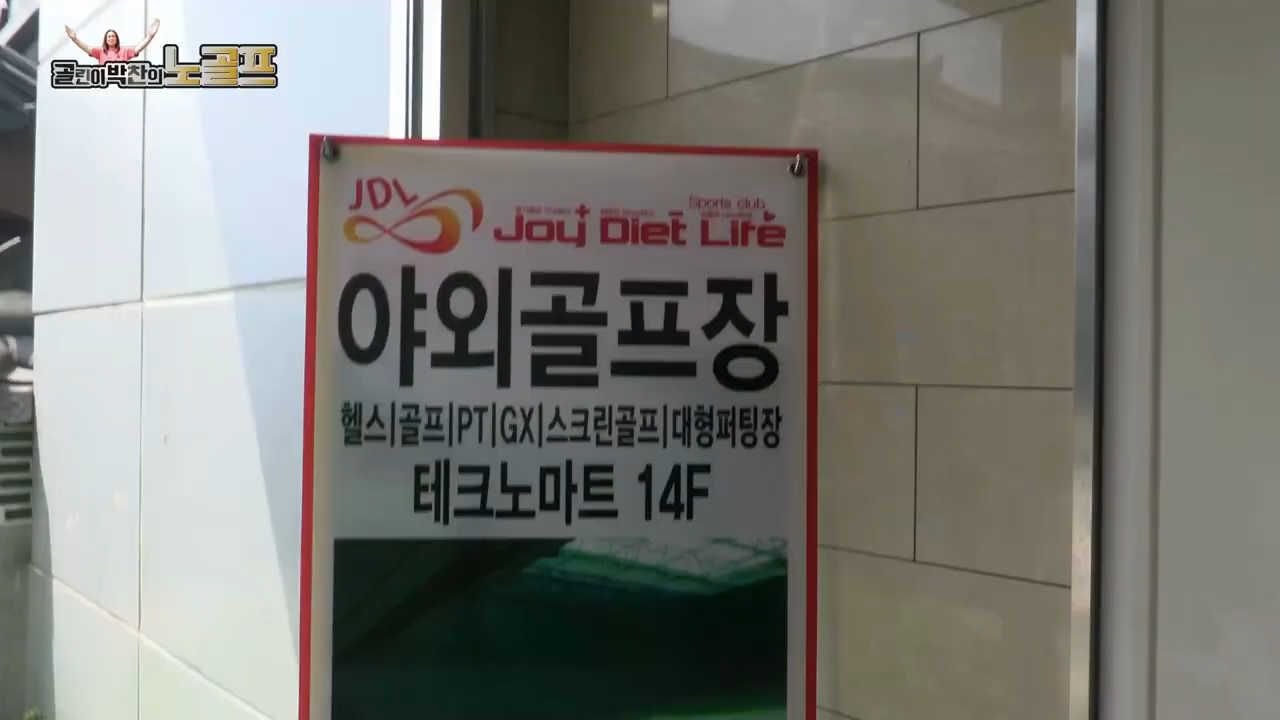 골린이 박찬의 노골프
JDL
Sports club
Joy Diet Life
야외골프장
헬스|골프|PT|GX|스크린골프|대형퍼팅장
테크노마트 14F